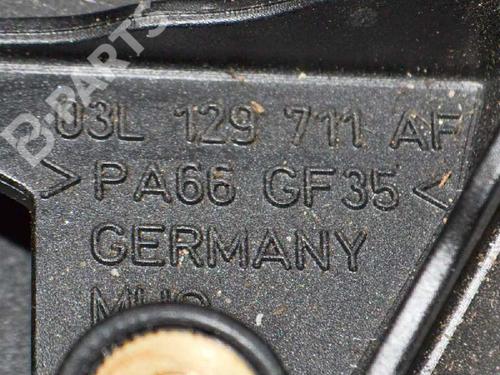 B-PARTS
03L 129 711 AF
>PA66 GF35<
GERMANY